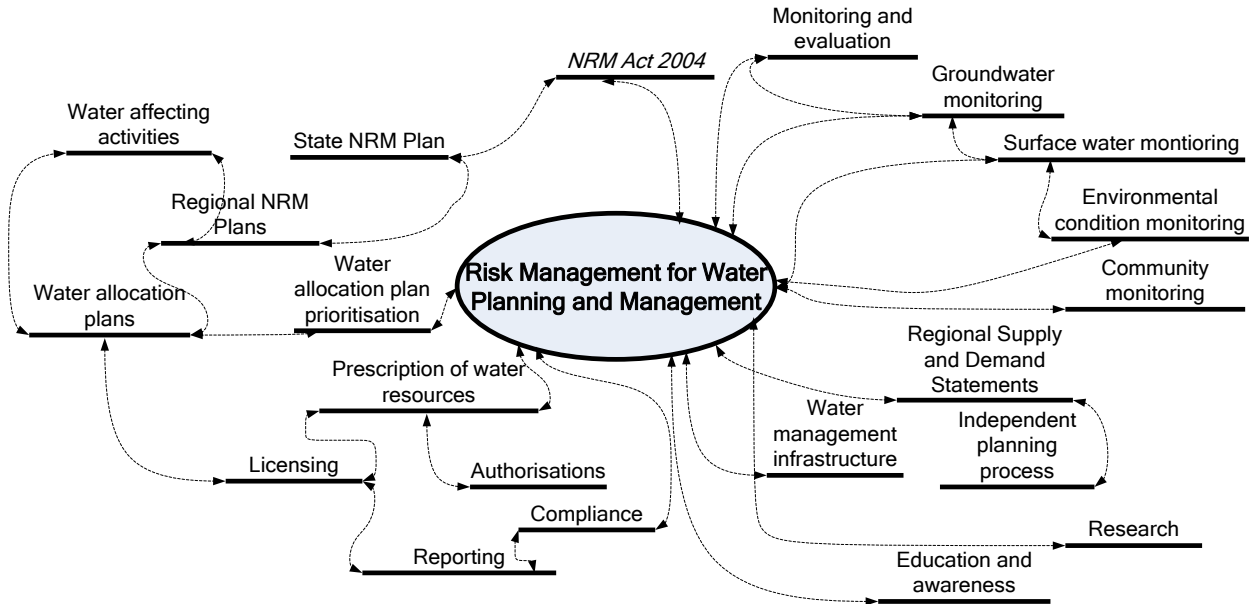 Monitoring and
evaluation
NRM Act 2004
Groundwater
monitoring
Water affecting
activities
State NRM Plan
Surface water montioring
Regional NRM
Plans
Environmental
condition monitoring
Water
allocation plan
prioritisation
Risk Management for Water
Planning and Management
Community
monitoring
Water allocation
plans
Regional Supply
and Demand
Statements
Prescription of water
resources
Water
management
infrastructure
Independent
planning
process
Licensing
Authorisations
Compliance
Research
Reporting
Education and
awareness